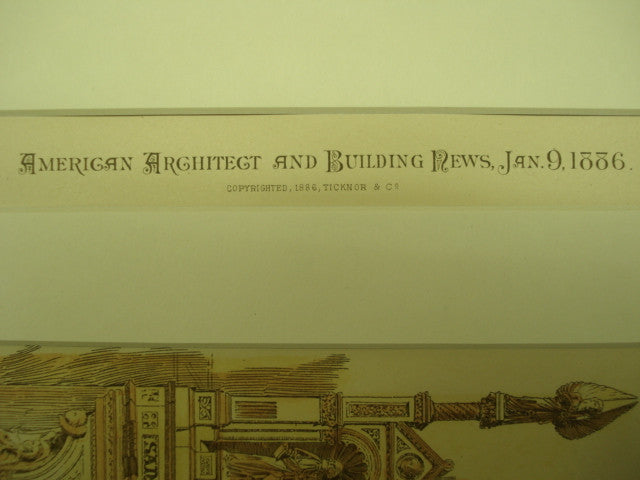 AMERICAN ARCHITECT AND BUILDING NEWS, JAN. 9, 1886.
COPYRIGHTED, 1886, TICKNOR & Co